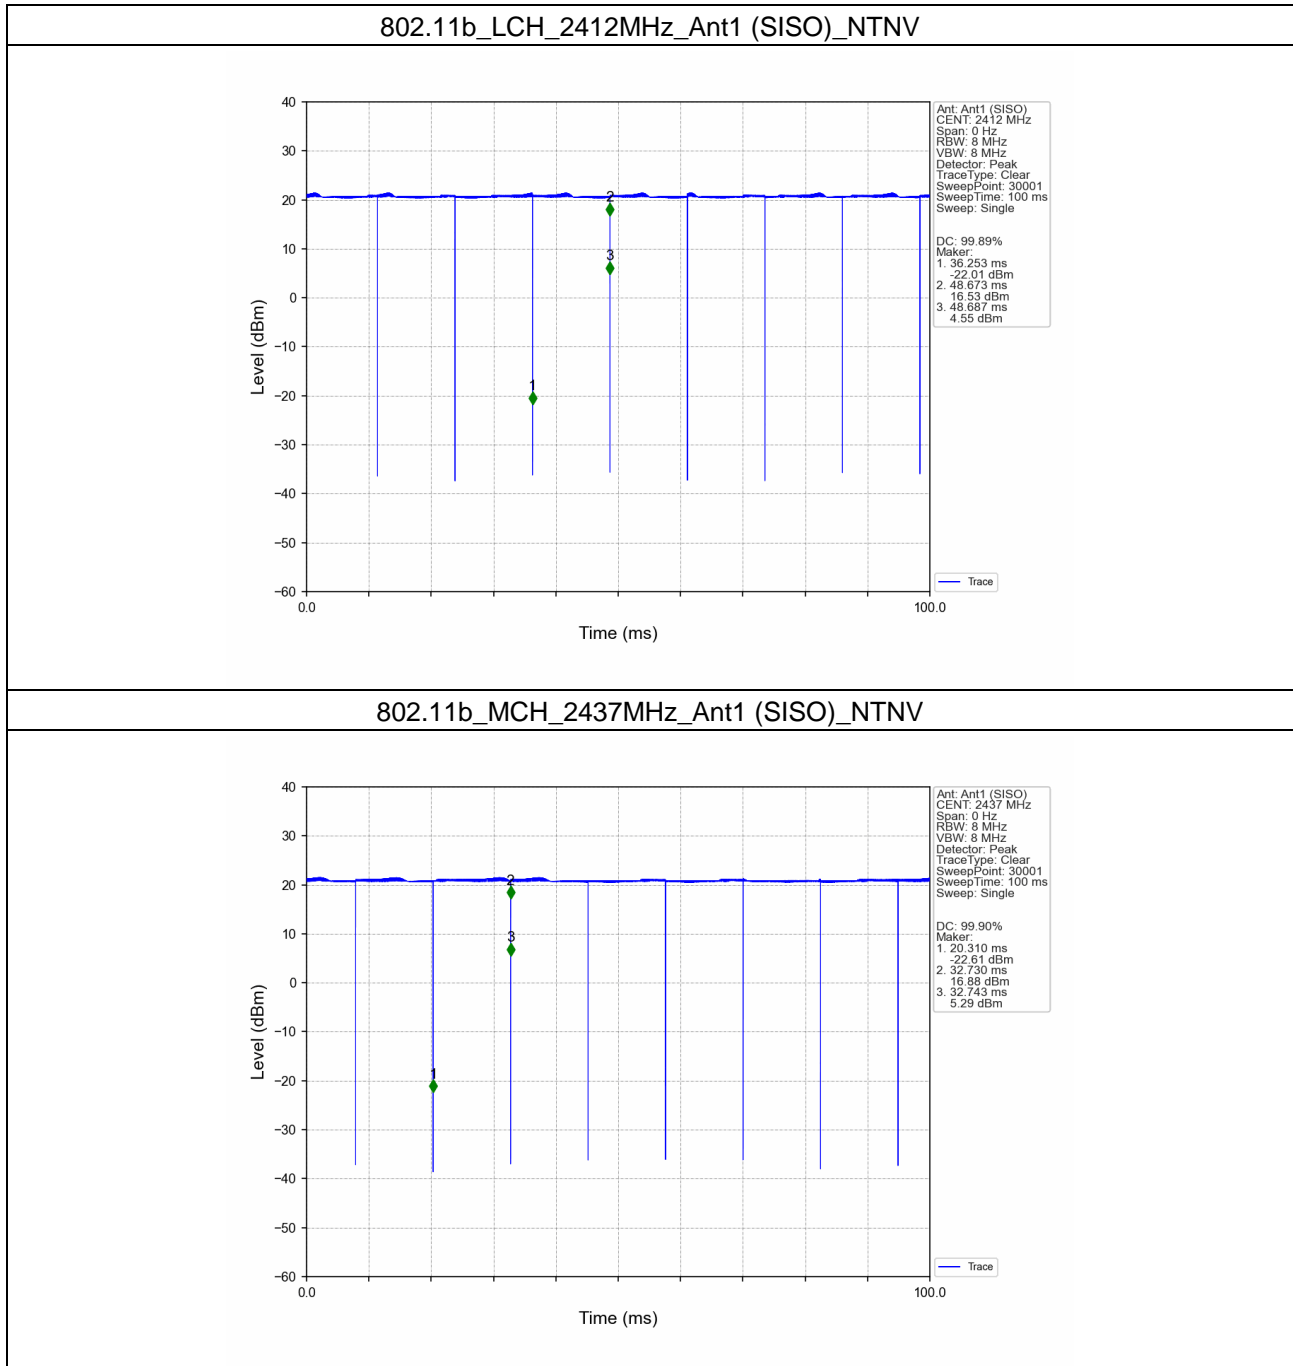 802.11b_LCH_2412MHz_Ant1 (SISO)_NTNV
40
30
20
10
0
−10
−20
−30
−40
−50
−60
Level (dBm)
0.0
100.0
Time (ms)
1
2
3
Ant: Ant1 (SISO)
CENT: 2412 MHz
Span: 0 Hz
RBW: 8 MHz
VBW: 8 MHz
Detector: Peak
TraceType: Clear
SweepPoint: 30001
SweepTime: 100 ms
Sweep: Single
DC: 99.89%
Maker:
1. 36.253 ms
-22.01 dBm
2. 48.673 ms
16.53 dBm
3. 48.687 ms
4.55 dBm
Trace
802.11b_MCH_2437MHz_Ant1 (SISO)_NTNV
40
30
20
10
0
−10
−20
−30
−40
−50
−60
Level (dBm)
0.0
100.0
Time (ms)
1
2
3
Ant: Ant1 (SISO)
CENT: 2437 MHz
Span: 0 Hz
RBW: 8 MHz
VBW: 8 MHz
Detector: Peak
TraceType: Clear
SweepPoint: 30001
SweepTime: 100 ms
Sweep: Single
DC: 99.90%
Maker:
1. 20.310 ms
-22.61 dBm
2. 32.730 ms
16.88 dBm
3. 32.743 ms
5.29 dBm
Trace